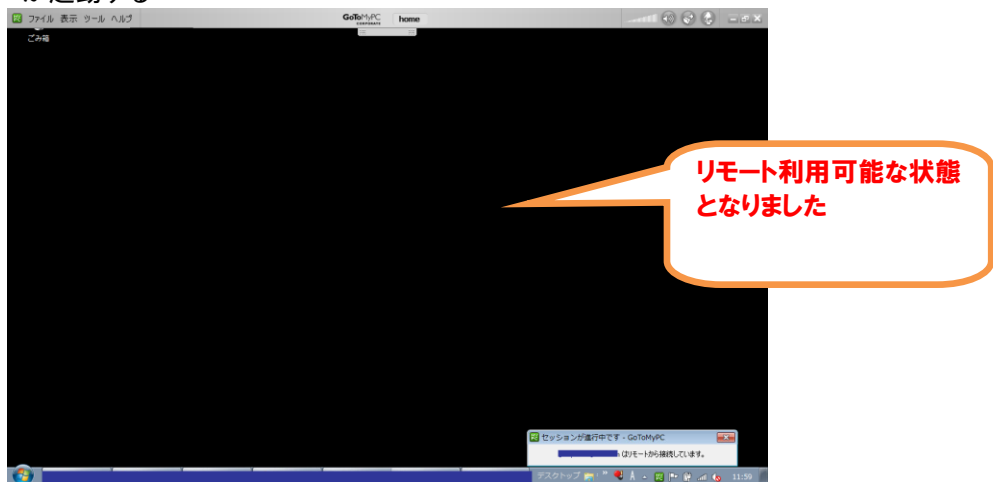 ファイル 表示 ツール ヘルプ
GoToMyPC
CORPORATE
home
ごみ箱
リモート利用可能な状態
となりました
セッションが進行中です - GoToMyPC
はリモートから接続しています。
デスクトップ
11:59